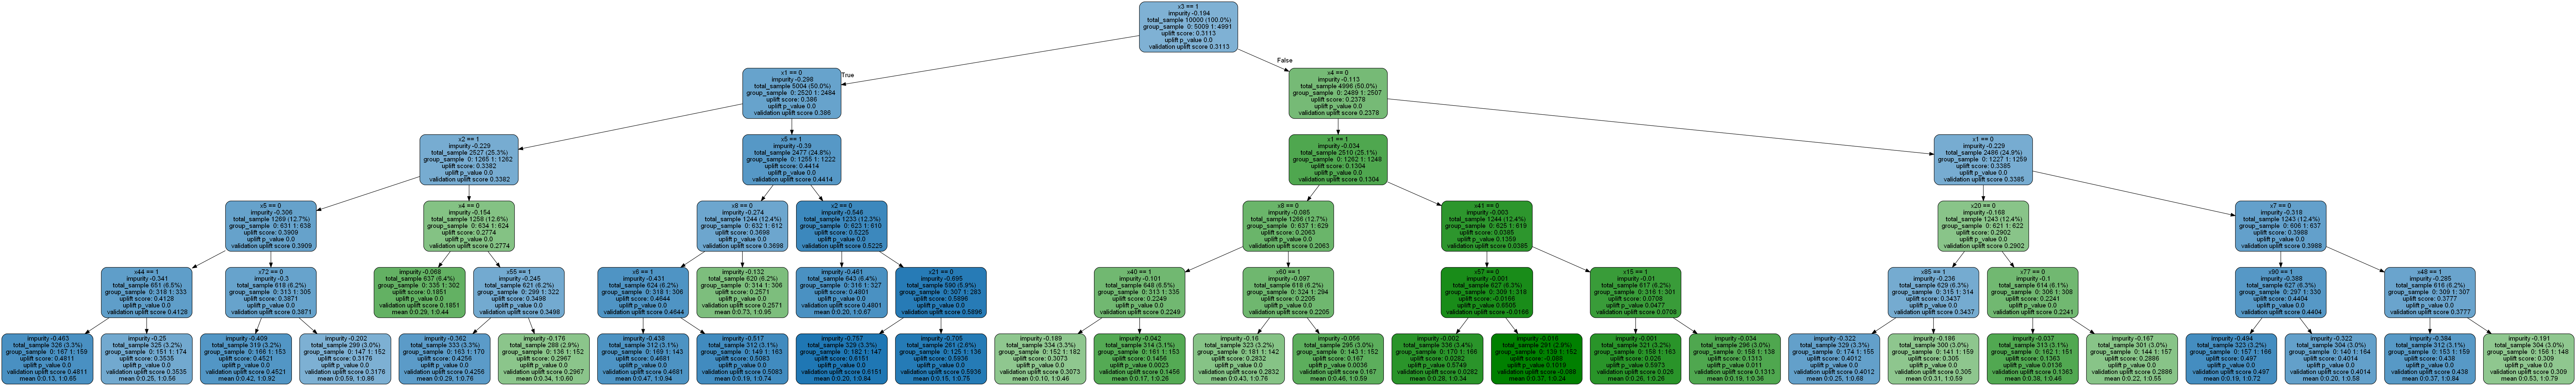 x3 == 1
impurity -0.194
total_sample 10000 (100.0%)
group_sample 0: 5009 1: 4991
uplift score: 0.3113
uplift p_value 0.0
validation uplift score 0.3113
True
False
x1 == 0
impurity -0.298
total_sample 5004 (50.0%)
group_sample 0: 2520 1: 2484
uplift score: 0.386
uplift p_value 0.0
validation uplift score 0.386
x4 == 0
impurity -0.113
total_sample 4996 (50.0%)
group_sample 0: 2489 1: 2507
uplift score: 0.2378
uplift p_value 0.0
validation uplift score 0.2378
x2 == 1
impurity -0.229
total_sample 2527 (25.3%)
group_sample 0: 1265 1: 1262
uplift score: 0.3382
uplift p_value 0.0
validation uplift score 0.3382
impurity -0.39
total_sample 2477 (24.8%)
group_sample 0: 1255 1: 1222
uplift score: 0.4414
uplift p_value 0.0
validation uplift score 0.4414
x1 == 1
impurity -0.034
total_sample 2510 (25.1%)
group_sample 0: 1262 1: 1248
uplift score: 0.1304
uplift p_value 0.0
validation uplift score 0.1304
x1 == 0
impurity -0.229
total_sample 2486 (24.9%)
group_sample 0: 1227 1: 1259
uplift score: 0.3385
uplift p_value 0.0
validation uplift score 0.3385
x5 == 0
impurity -0.306
total_sample 1269 (12.7%)
group_sample 0: 631 1: 638
uplift score: 0.3909
uplift p_value 0.0
validation uplift score 0.3909
x4 == 0
impurity -0.154
total_sample 1258 (12.6%)
group_sample 0: 634 1: 624
uplift score: 0.2774
uplift p_value 0.0
validation uplift score 0.2774
x8 == 0
impurity -0.274
total_sample 1244 (12.4%)
group_sample 0: 632 1: 612
uplift score: 0.3698
uplift p_value 0.0
validation uplift score 0.3698
x2 == 0
impurity -0.546
total_sample 1233 (12.3%)
group_sample 0: 623 1: 610
uplift score: 0.5225
uplift p_value 0.0
validation uplift score 0.5225
x8 == 0
impurity -0.085
total_sample 1266 (12.7%)
group_sample 0: 637 1: 629
uplift score: 0.2063
uplift p_value 0.0
validation uplift score 0.2063
x41 == 0
impurity -0.003
total_sample 1244 (12.4%)
group_sample 0: 625 1: 619
uplift score: 0.0385
uplift p_value 0.1359
validation uplift score 0.0385
x20 == 0
impurity -0.168
total_sample 1243 (12.4%)
group_sample 0: 621 1: 622
uplift score: 0.2902
uplift p_value 0.0
validation uplift score 0.2902
x7 == 0
impurity -0.318
total_sample 1243 (12.4%)
group_sample 0: 606 1: 637
uplift score: 0.3988
uplift p_value 0.0
validation uplift score 0.3988
x44 == 1
impurity -0.341
total_sample 651 (6.5%)
group_sample 0: 318 1: 333
uplift score: 0.4128
uplift p_value 0.0
validation uplift score 0.4128
x72 == 0
impurity -0.3
total_sample 618 (6.2%)
group_sample 0: 313 1: 305
uplift score: 0.3871
uplift p_value 0.0
validation uplift score 0.3871
impurity -0.068
total_sample 637 (6.4%)
group_sample 0: 335 1: 302
uplift p_value 0.0
mean 0:0.29, 1:0.44
x55 == 1
impurity -0.245
total_sample 621 (6.2%)
group_sample 0: 299 1: 322
uplift score: 0.3498
uplift p_value 0.0
validation uplift score 0.3498
x6 == 1
impurity -0.431
total_sample 624 (6.2%)
group_sample 0: 318 1: 306
uplift score: 0.4644
uplift p_value 0.0
validation uplift score 0.4644
impurity -0.132
total_sample 620 (6.2%)
group_sample 0: 314 1: 306
uplift score: 0.2571
uplift p_value 0.0
validation uplift score 0.2571
mean 0:0.73, 1:0.95
impurity -0.461
total_sample 643 (6.4%)
group_sample 0: 316 1: 327
uplift score: 0.4801
uplift p_value 0.0
validation uplift score 0.4801
mean 0:0.20, 1:0.67
x21 == 0
impurity -0.695
total_sample 590 (5.9%)
group_sample 0: 307 1: 283
uplift score: 0.5896
uplift p_value 0.0
validation uplift score 0.5896
x40 == 1
impurity -0.101
total_sample 648 (6.5%)
group_sample 0: 313 1: 335
uplift score: 0.2249
uplift p_value 0.0
validation uplift score 0.2249
x60 == 1
impurity -0.097
total_sample 618 (6.2%)
group_sample 0: 324 1: 294
uplift score: 0.2205
uplift p_value 0.0
validation uplift score 0.2205
x57 == 0
impurity -0.001
total_sample 627 (6.3%)
group_sample 0: 309 1: 318
uplift p_value 0.6505
x15 == 1
impurity -0.01
total_sample 617 (6.2%)
group_sample 0: 316 1: 301
uplift score: 0.0708
uplift p_value 0.0477
validation uplift score 0.0708
x85 == 1
impurity -0.236
total_sample 629 (6.3%)
group_sample 0: 315 1: 314
uplift score: 0.3437
uplift p_value 0.0
validation uplift score 0.3437
x77 == 0
impurity -0.1
total_sample 614 (6.1%)
group_sample 0: 306 1: 308
uplift score: 0.2241
uplift p_value 0.0
validation uplift score 0.2241
x90 == 1
impurity -0.388
total_sample 627 (6.3%)
group_sample 0: 297 1: 330
uplift score: 0.4404
uplift p_value 0.0
validation uplift score 0.4404
x48 == 1
impurity -0.285
total_sample 616 (6.2%)
group_sample 0: 309 1: 307
uplift score: 0.3777
uplift p_value 0.0
validation uplift score 0.3777
impurity -0.463
total_sample 326 (3.3%)
group_sample 0: 167 1: 159
uplift score: 0.4811
uplift p_value 0.0
validation uplift score 0.4811
mean 0:0.13, 1:0.65
impurity -0.25
total_sample 325 (3.2%)
group_sample 0: 151 1: 174
uplift score: 0.3535
uplift p_value 0.0
validation uplift score 0.3535
mean 0:0.25, 1:0.56
impurity -0.409
total_sample 319 (3.2%)
group_sample 0: 166 1: 153
uplift score: 0.4521
uplift p_value 0.0
validation uplift score 0.4521
mean 0:0.42, 1:0.92
impurity -0.202
total_sample 299 (3.0%)
group_sample 0: 147 1: 152
uplift score: 0.3176
uplift p_value 0.0
validation uplift score 0.3176
mean 0:0.59, 1:0.86
impurity -0.382
total_sample 333 (3.3%)
group_sample 0: 163 1: 170
uplift score: 0.4256
uplift p_value 0.0
validation uplift score 0.4256
mean 0:0.29, 1:0.76
impurity -0.176
total_sample 288 (2.9%)
group_sample 0: 136 1: 152
uplift score: 0.2967
uplift p_value 0.0
validation uplift score 0.2967
mean 0:0.34, 1:0.60
impurity -0.438
total_sample 312 (3.1%)
group_sample 0: 169 1: 143
uplift score: 0.4681
uplift p_value 0.0
validation uplift score 0.4681
mean 0:0.47, 1:0.94
impurity -0.517
total_sample 312 (3.1%)
group_sample 0: 149 1: 163
uplift score: 0.5083
uplift p_value 0.0
validation uplift score 0.5083
mean 0:0.19, 1:0.74
impurity -0.757
total_sample 329 (3.3%)
group_sample 0: 182 1: 147
uplift score: 0.6151
uplift p_value 0.0
validation uplift score 0.6151
mean 0:0.20, 1:0.84
impurity -0.705
total_sample 261 (2.6%)
group_sample 0: 125 1: 136
uplift score: 0.5936
uplift p_value 0.0
validation uplift score 0.5936
mean 0:0.15, 1:0.75
impurity -0.189
total_sample 334 (3.3%)
group_sample 0: 152 1: 182
uplift score: 0.3073
uplift p_value 0.0
validation uplift score 0.3073
mean 0:0.10, 1:0.46
impurity -0.042
total_sample 314 (3.1%)
group_sample 0: 161 1: 153
uplift score: 0.1456
uplift p_value 0.0023
validation uplift score 0.1456
mean 0:0.17, 1:0.26
impurity -0.16
total_sample 323 (3.2%)
group_sample 0: 181 1: 142
uplift score: 0.2832
uplift p_value 0.0
validation uplift score 0.2832
mean 0:0.43, 1:0.76
impurity -0.056
total_sample 295 (3.0%)
group_sample 0: 143 1: 152
uplift score: 0.167
uplift p_value 0.0036
validation uplift score 0.167
mean 0:0.46, 1:0.59
impurity -0.002
total_sample 336 (3.4%)
group_sample 0: 170 1: 166
uplift score: 0.0282
uplift p_value 0.5749
validation uplift score 0.0282
mean 0:0.28, 1:0.34
total_sample 291 (2.9%)
group_sample 0: 139 1: 152
impurity -0.001
total_sample 321 (3.2%)
group_sample 0: 158 1: 163
uplift score: 0.026
uplift p_value 0.5973
validation uplift score 0.026
mean 0:0.26, 1:0.26
impurity -0.034
total_sample 296 (3.0%)
group_sample 0: 158 1: 138
uplift score: 0.1313
uplift p_value 0.011
validation uplift score 0.1313
mean 0:0.19, 1:0.36
impurity -0.322
total_sample 329 (3.3%)
group_sample 0: 174 1: 155
uplift score: 0.4012
uplift p_value 0.0
validation uplift score 0.4012
mean 0:0.25, 1:0.69
impurity -0.186
total_sample 300 (3.0%)
group_sample 0: 141 1: 159
uplift score: 0.305
uplift p_value 0.0
validation uplift score 0.305
mean 0:0.31, 1:0.59
impurity -0.037
total_sample 313 (3.1%)
group_sample 0: 162 1: 151
uplift score: 0.1363
uplift p_value 0.0136
validation uplift score 0.1363
mean 0:0.38, 1:0.46
impurity -0.167
total_sample 301 (3.0%)
group_sample 0: 144 1: 157
uplift score: 0.2886
uplift p_value 0.0
validation uplift score 0.2886
mean 0:0.22, 1:0.55
impurity -0.494
total_sample 323 (3.2%)
group_sample 0: 157 1: 166
uplift score: 0.497
uplift p_value 0.0
validation uplift score 0.497
mean 0:0.19, 1:0.72
impurity -0.322
total_sample 304 (3.0%)
group_sample 0: 140 1: 164
uplift score: 0.4014
uplift p_value 0.0
validation uplift score 0.4014
mean 0:0.20, 1:0.58
impurity -0.384
total_sample 312 (3.1%)
group_sample 0: 153 1: 159
uplift score: 0.438
uplift p_value 0.0
validation uplift score 0.438
mean 0:0.37, 1:0.84
impurity -0.191
total_sample 304 (3.0%)
group_sample 0: 156 1: 148
uplift score: 0.309
uplift p_value 0.0
validation uplift score 0.309
mean 0:0.53, 1:0.79